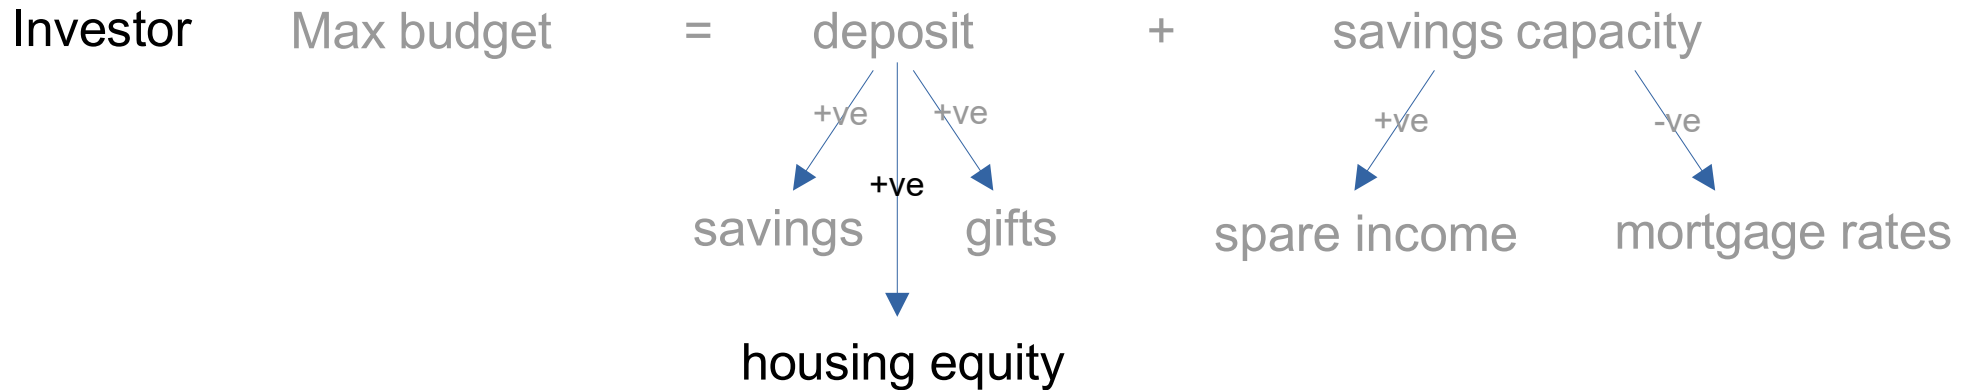 Investor Max budget = deposit + savings capacity
+ve +ve +ve -ve
+ve
savings gifts spare income mortgage rates
housing equity